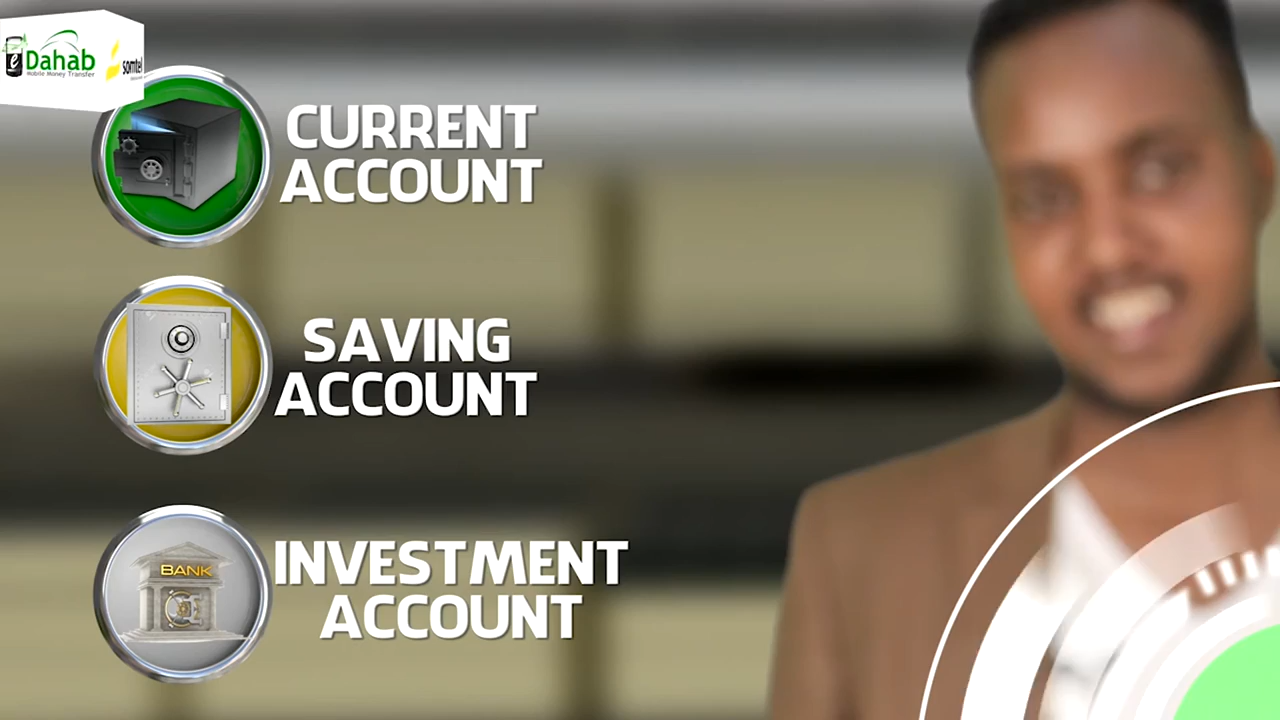 eDahab
Mobile Money Transfer
somtel
CURRENT
ACCOUNT
SAVING
ACCOUNT
BANK
INVESTMENT
ACCOUNT